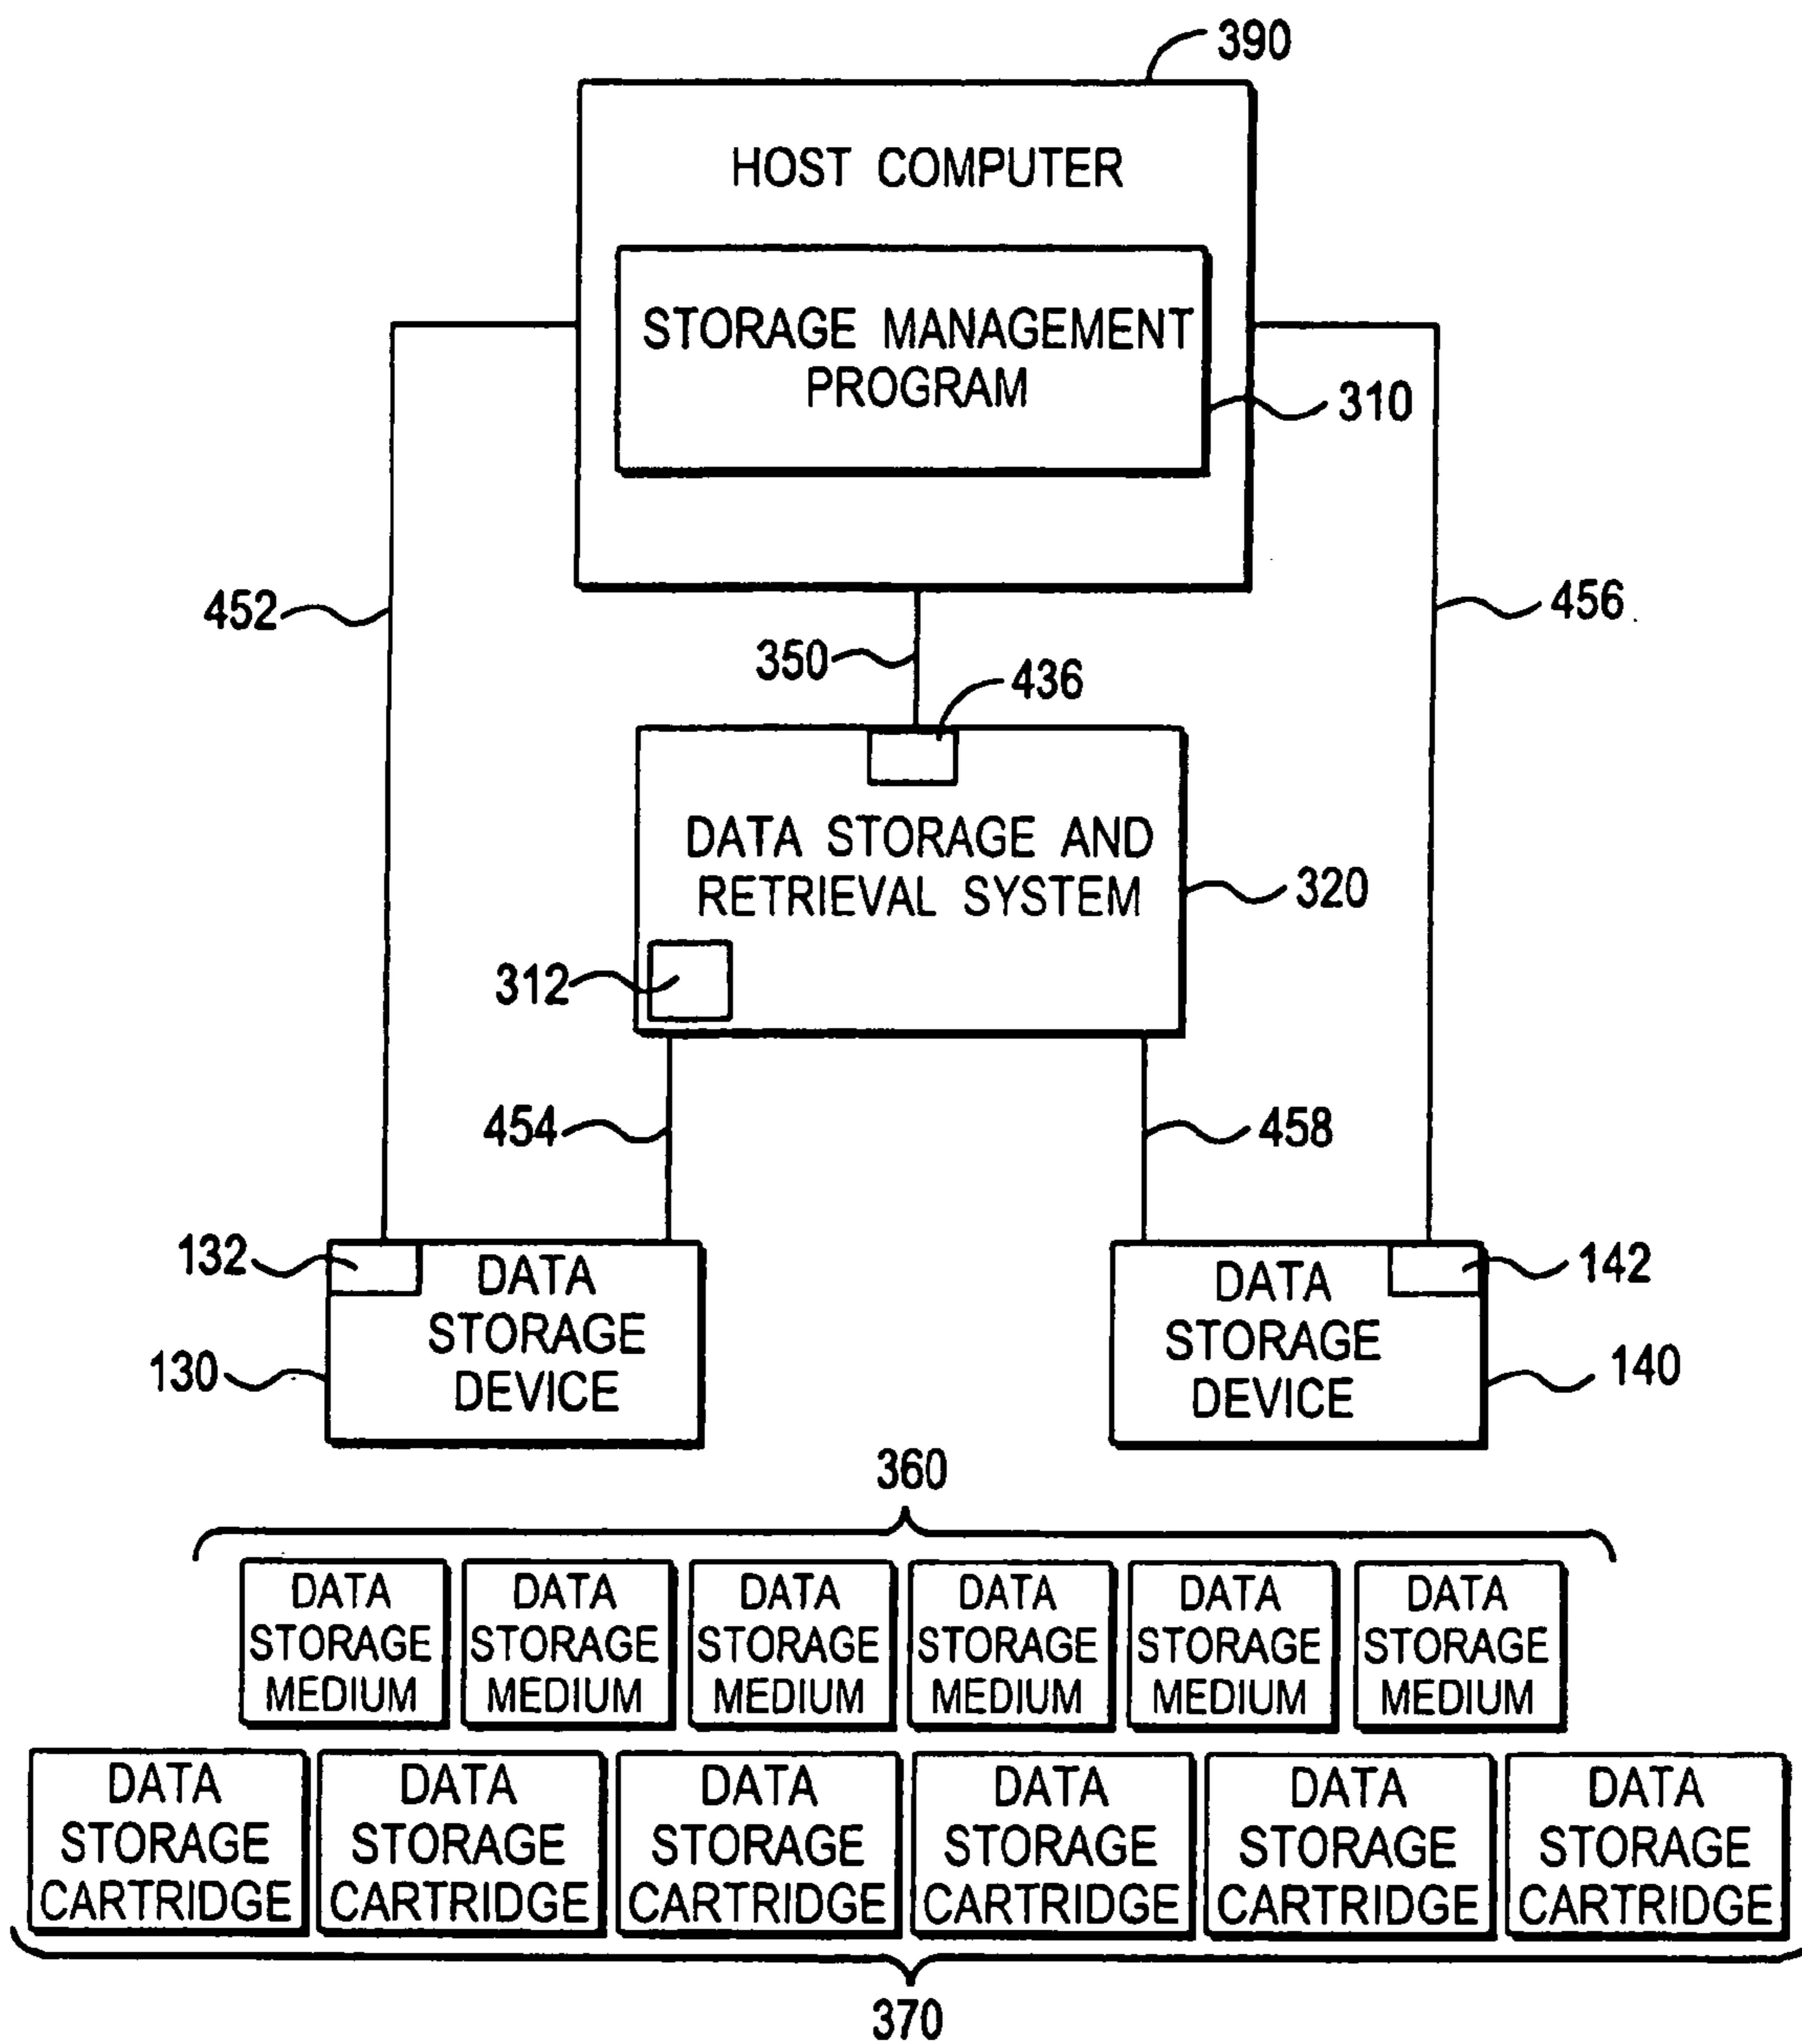 390
HOST COMPUTER
STORAGE MANAGEMENT
PROGRAM
310
452
456
350
436
DATA STORAGE AND
RETRIEVAL SYSTEM
320
312
454
458
132
DATA
STORAGE
DEVICE
130
142
DATA
STORAGE
DEVICE
140
360
DATA
STORAGE
MEDIUM
DATA
STORAGE
MEDIUM
DATA
STORAGE
MEDIUM
DATA
STORAGE
MEDIUM
DATA
STORAGE
MEDIUM
DATA
STORAGE
MEDIUM
DATA
STORAGE
CARTRIDGE
DATA
STORAGE
CARTRIDGE
DATA
STORAGE
CARTRIDGE
DATA
STORAGE
CARTRIDGE
DATA
STORAGE
CARTRIDGE
DATA
STORAGE
CARTRIDGE
370